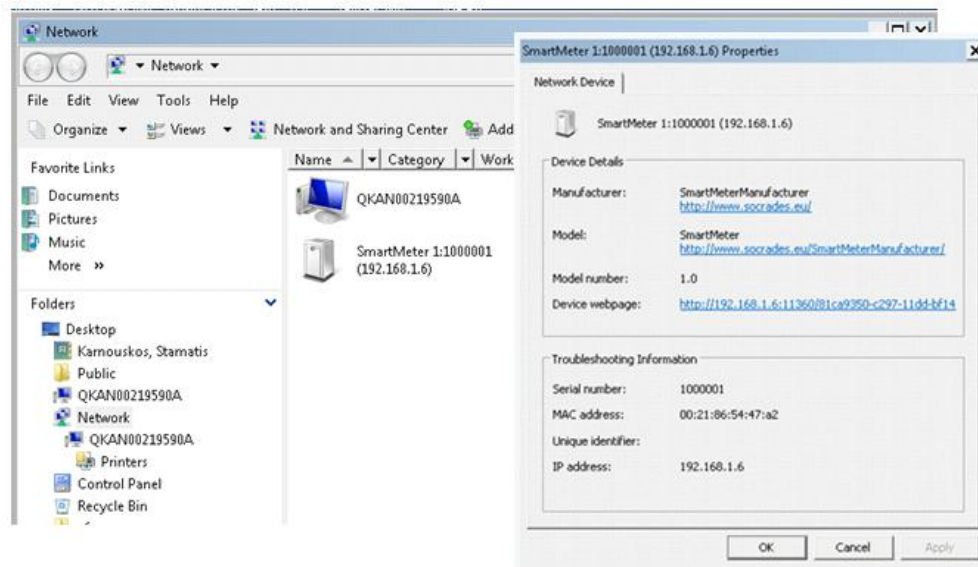 Network
Network
File Edit View Tools Help
Organize Views Network and Sharing Center Add
Favorite Links
Documents
Pictures
Music
More »
Folders
Desktop
Karnouskos, Stamatis
Public
QKAN00219590A
Network
QKAN00219590A
Printers
Control Panel
Recycle Bin
Name Category Work
QKAN00219590A
SmartMeter 1:1000001
(192.168.1.6)
SmartMeter 1:1000001 (192.168.1.6) Properties
Network Device
SmartMeter 1:1000001 (192.168.1.6)
Device Details
Manufacturer: SmartMeterManufacturer
http://www.socrades.eu/
Model: SmartMeter
http://www.socrades.eu/SmartMeterManufacturer/
Model number: 1.0
Device webpage: http://192.168.1.6:11360/81ca9350-c297-11dd-bf14
Troubleshooting Information
Serial number: 1000001
MAC address: 00:21:86:54:47:a2
Unique identifier:
IP address: 192.168.1.6
OK Cancel Apply